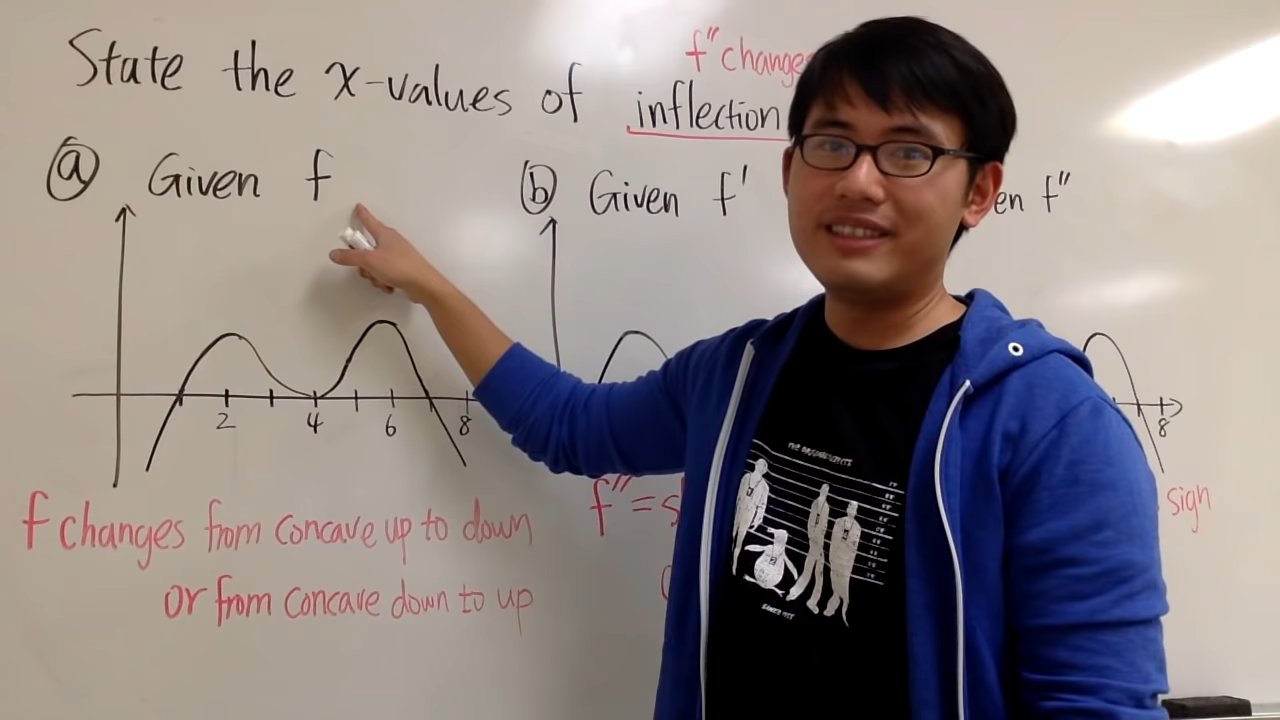 State the x-values of inflection
f" changes
ⓐ Given f
ⓑ Given f'
en f"
2 4 6 8
8
f changes from concave up to down
or from concave down to up
f" = s
sign